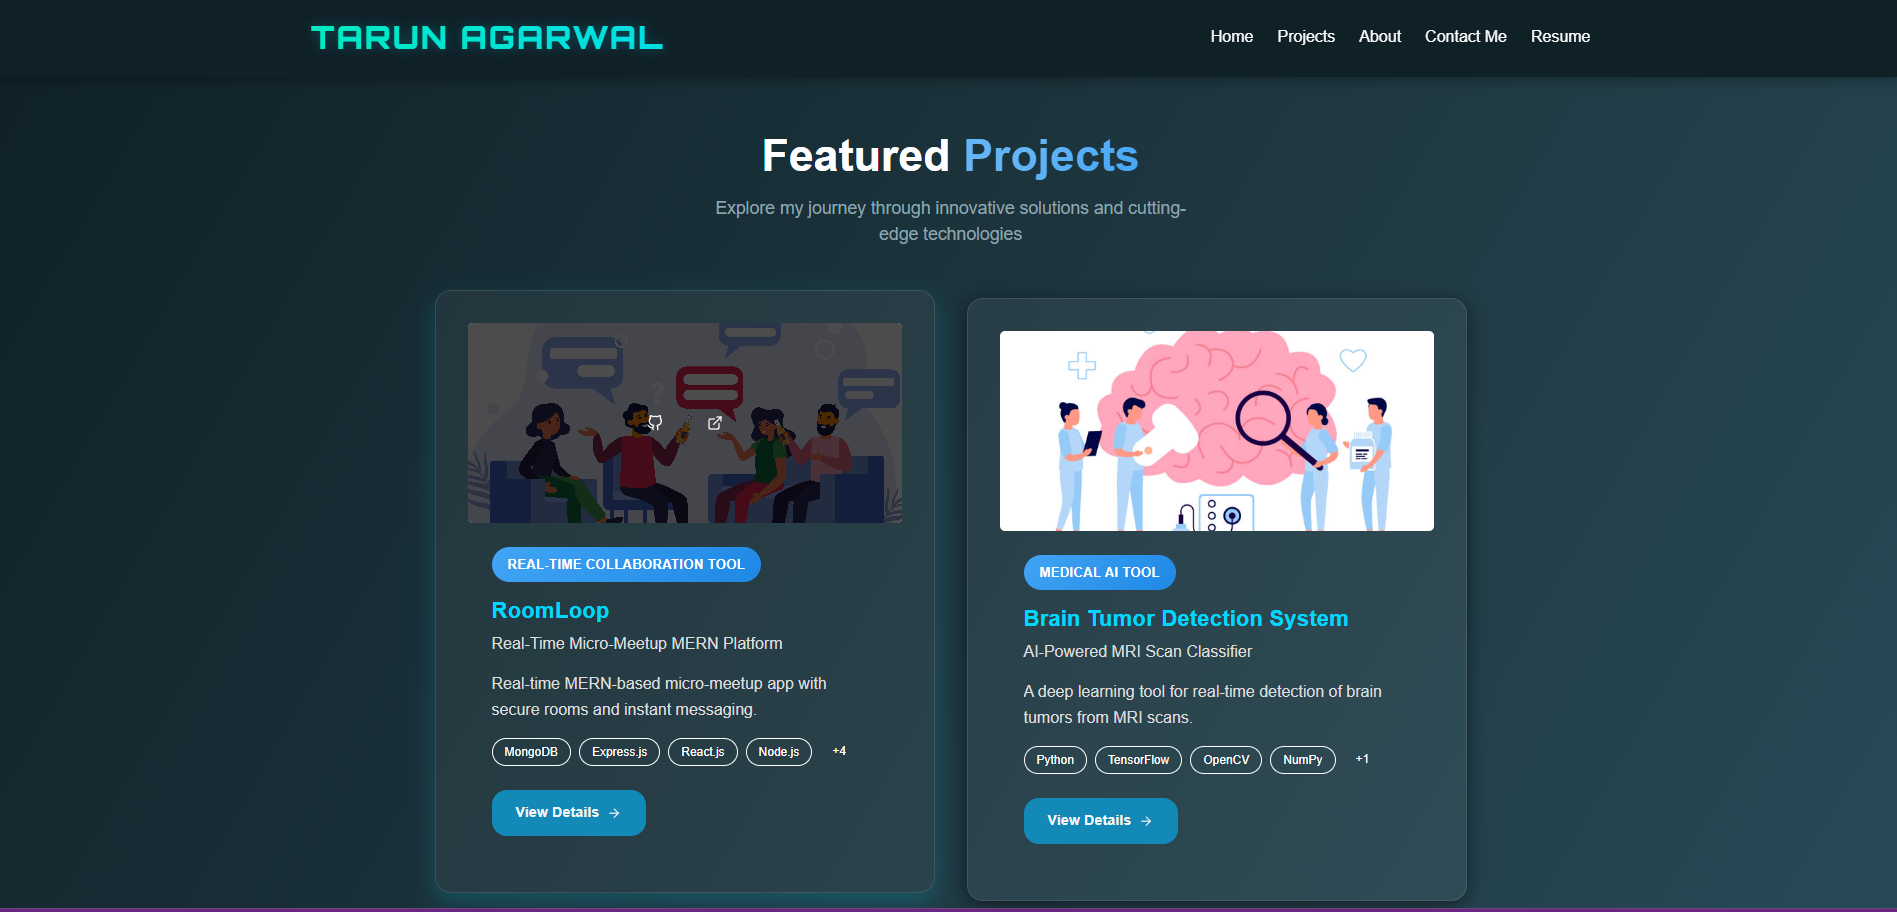 TARUN AGARWAL
Home Projects About Contact Me Resume
Featured Projects
Explore my journey through innovative solutions and cutting-
edge technologies
?
REAL-TIME COLLABORATION TOOL
RoomLoop
Real-Time Micro-Meetup MERN Platform
Real-time MERN-based micro-meetup app with
secure rooms and instant messaging.
MongoDB Express.js React.js Node.js +4
View Details →
MEDICAL AI TOOL
Brain Tumor Detection System
AI-Powered MRI Scan Classifier
A deep learning tool for real-time detection of brain
tumors from MRI scans.
Python TensorFlow OpenCV NumPy +1
View Details →